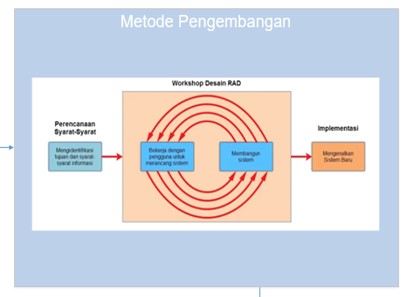 Metode Pengembangan
Workshop Desain RAD
Perencanaan
Syarat-Syarat
Mengidentifikasi
tujuan dan syarat-
syarat informasi
Bekerja dengan
pengguna untuk
merancang sistem
Membangun
sistem
Implementasi
Mengenalkan
Sistem Baru